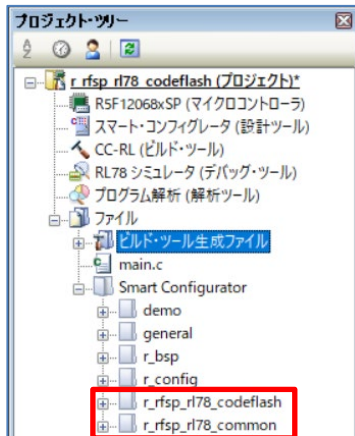 プロジェクト・ツリー
r_rfsp_rl78_codeflash (プロジェクト)*
R5F12068xSP (マイクロコントローラ)
スマート・コンフィグレータ (設計ツール)
CC-RL (ビルド・ツール)
RL78 シミュレータ (デバッグ・ツール)
プログラム解析 (解析ツール)
ファイル
ビルド・ツール生成ファイル
main.c
Smart Configurator
demo
general
r_bsp
r_config
r_rfsp_rl78_codeflash
r_rfsp_rl78_common